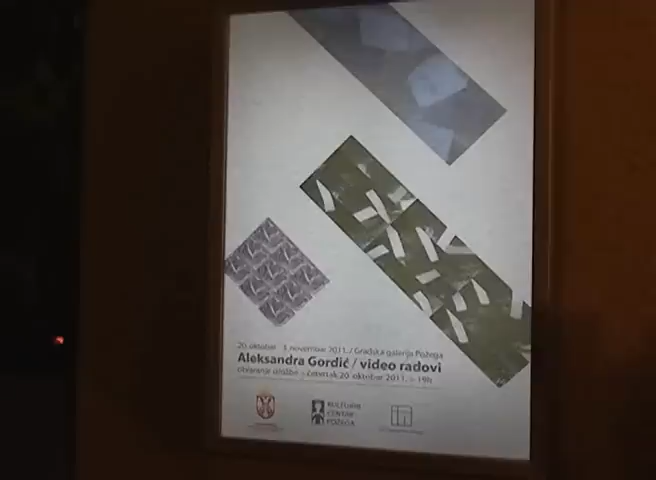 20. oktobar - 3. novembar 2011. / Gradska galerija Požega
Aleksandra Gordić / video radovi
otvaranje izložbe - četvrtak 20. oktobar 2011. - 19h
KULTURNI
CENTAR
POŽEGA